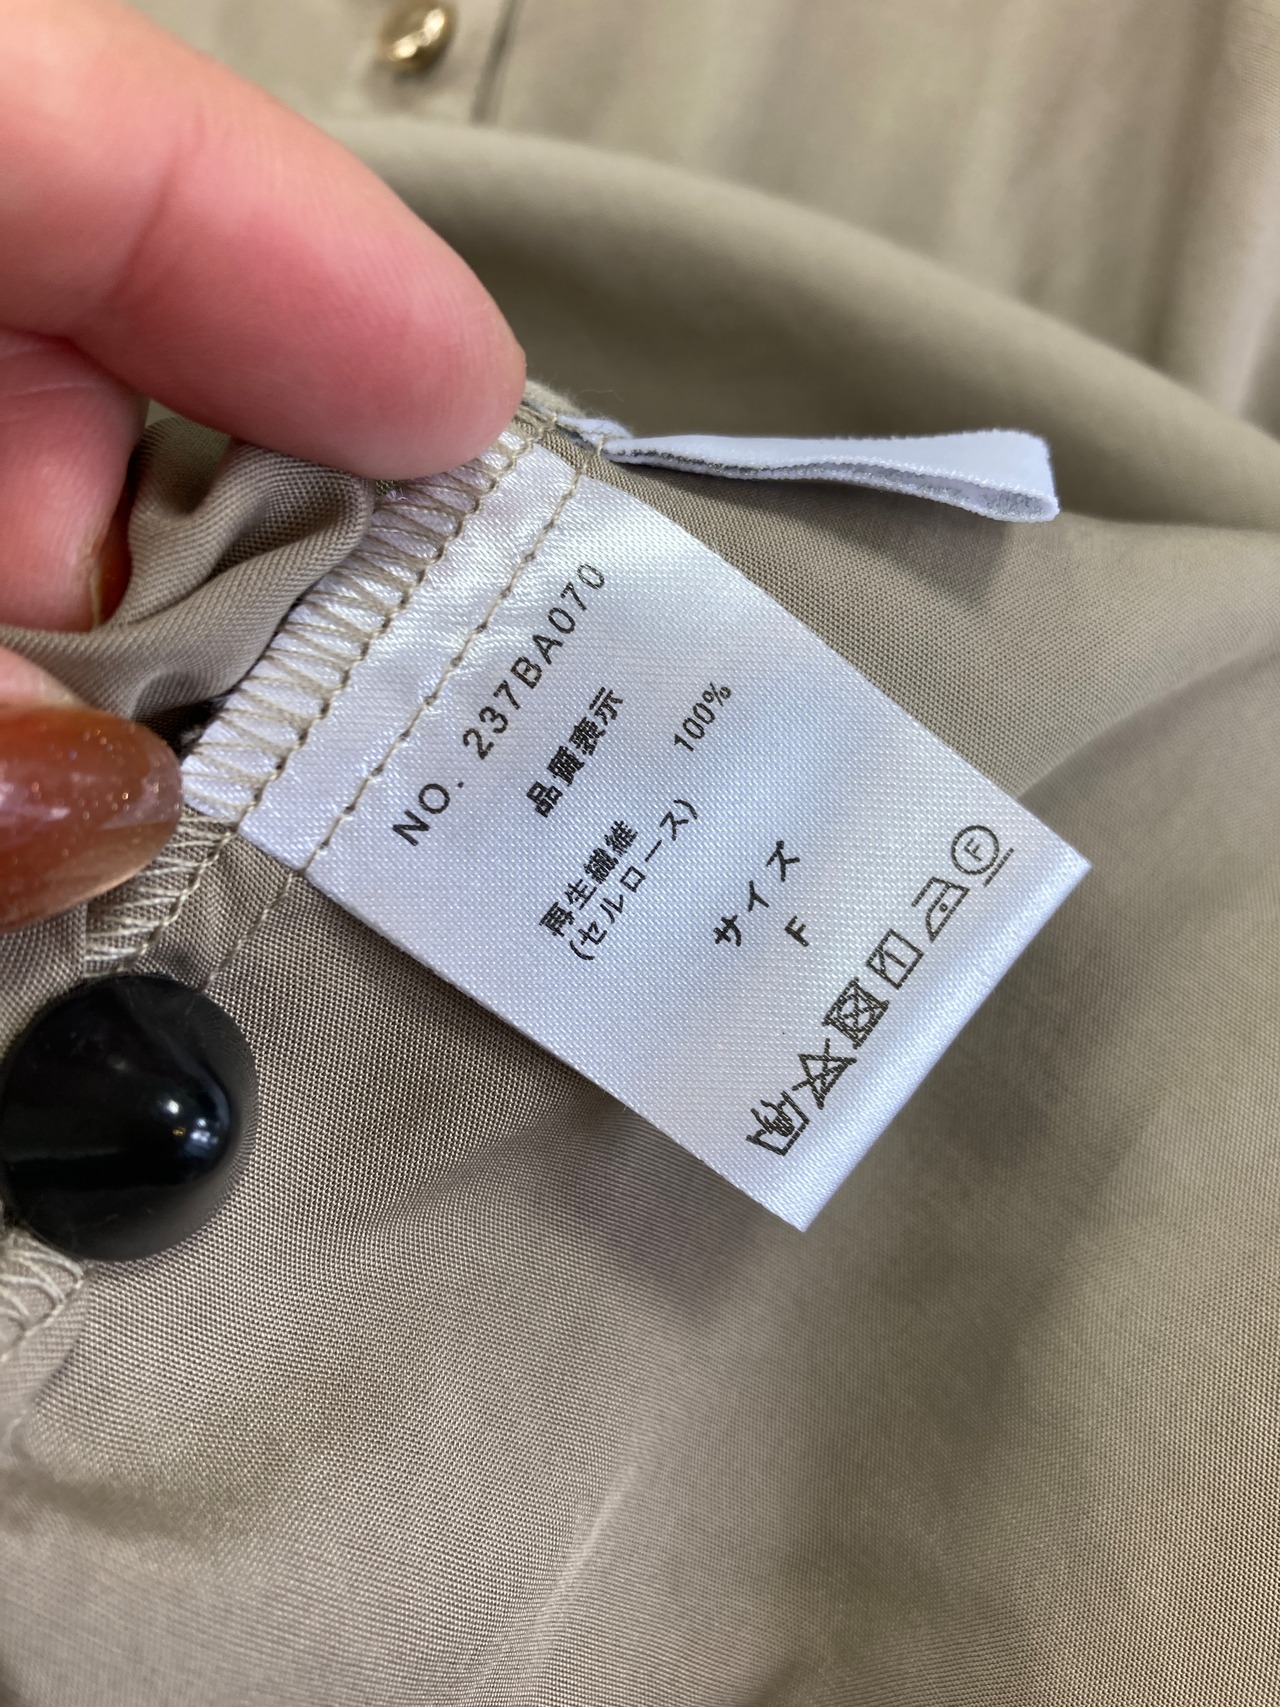 NO. 237BA070
品質表示
再生繊維
(セルロース) 100%
サイズ
F
F